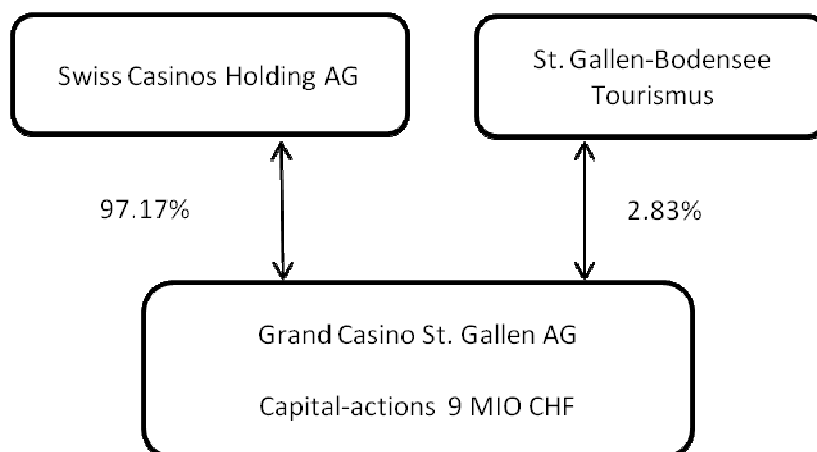 Swiss Casinos Holding AG
St. Gallen-Bodensee
Tourismus
97.17%
2.83%
Grand Casino St. Gallen AG
Capital-actions 9 MIO CHF